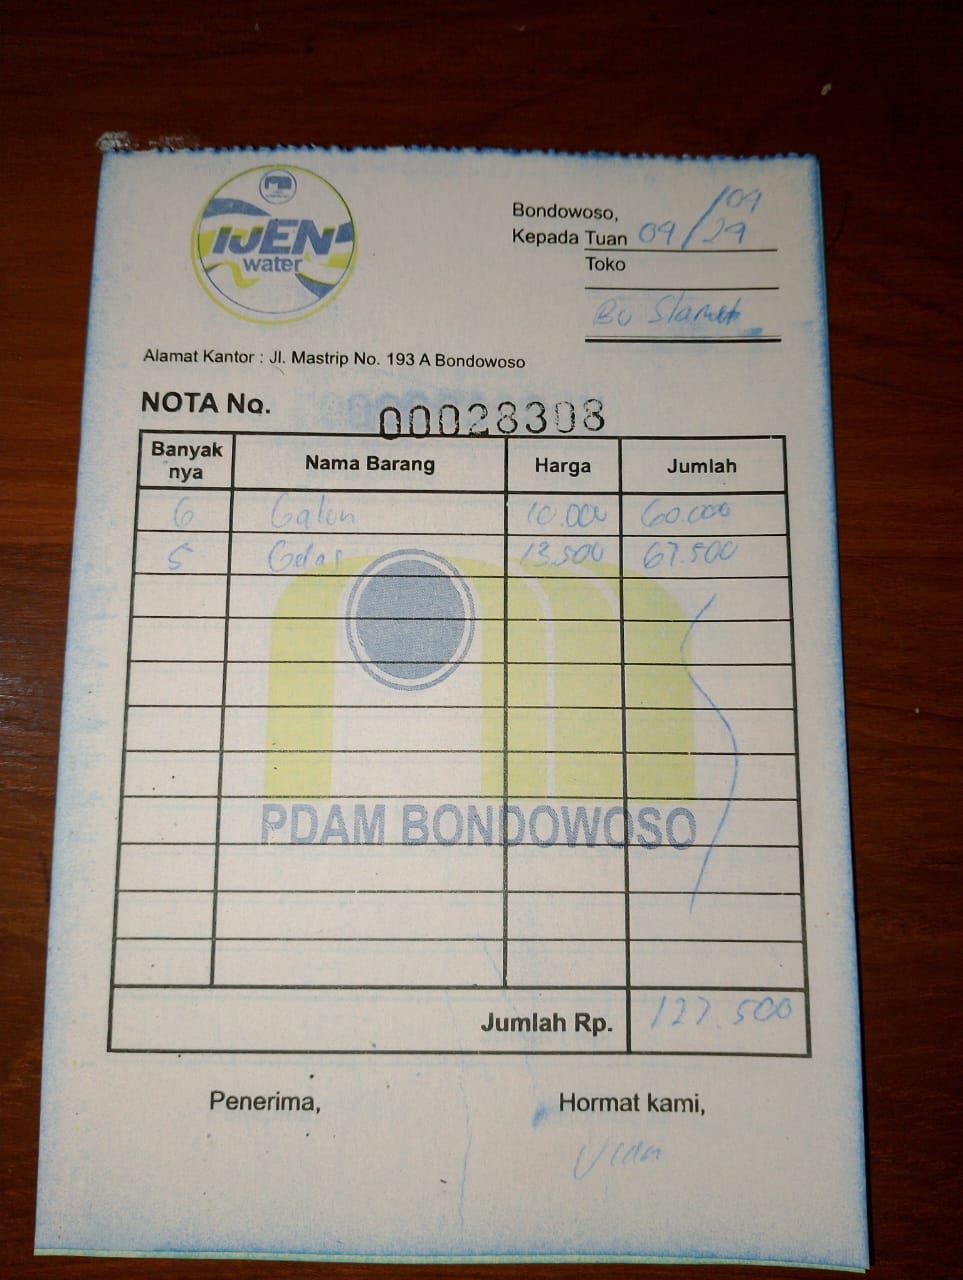 IJEN
water
Bondowoso,
Kepada Tuan 09/29
/09
Toko
Bu Slamet
Alamat Kantor : Jl. Mastrip No. 193 A Bondowoso
NOTA No. 00028308
Banyak nya Nama Barang Harga Jumlah
6 Galon 10.000 60.000
5 Gelas 13.500 67.500
PDAM BONDOWOSO
Jumlah Rp. 127.500
Penerima, Hormat kami,